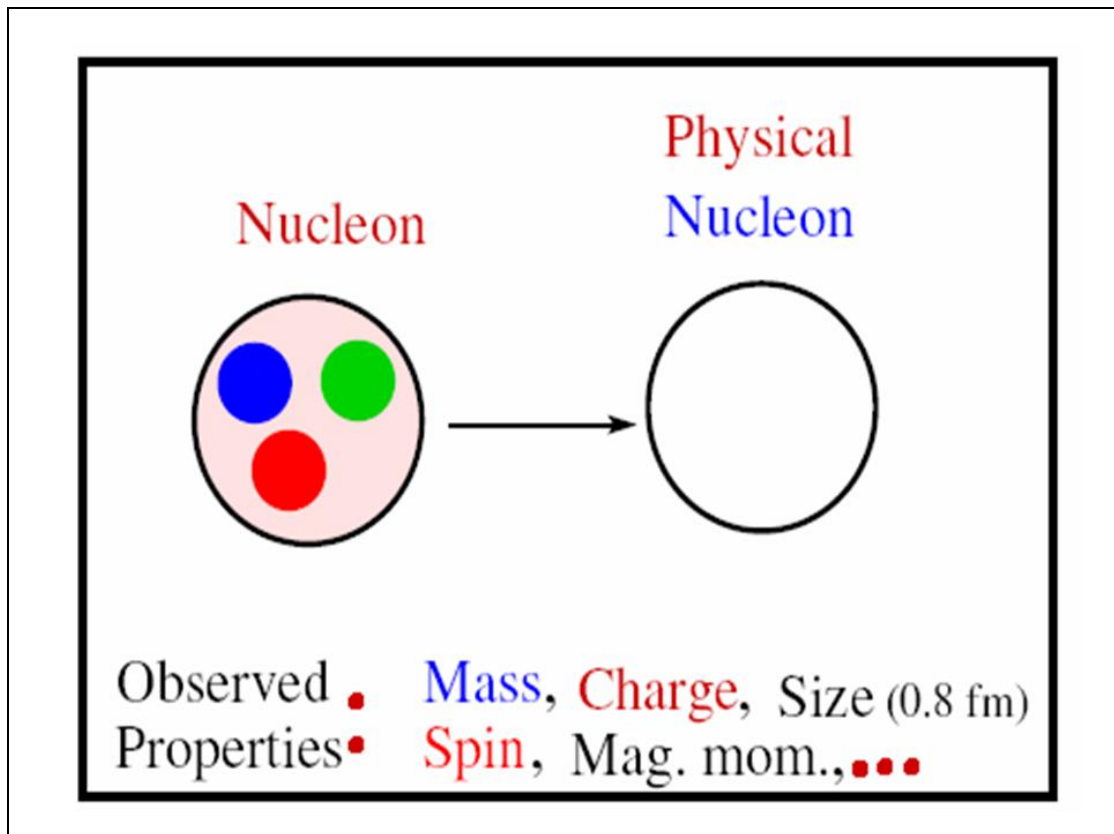 Physical
Nucleon
Nucleon
Observed : Mass, Charge, Size (0.8 fm)
Properties Spin, Mag. mom.,...